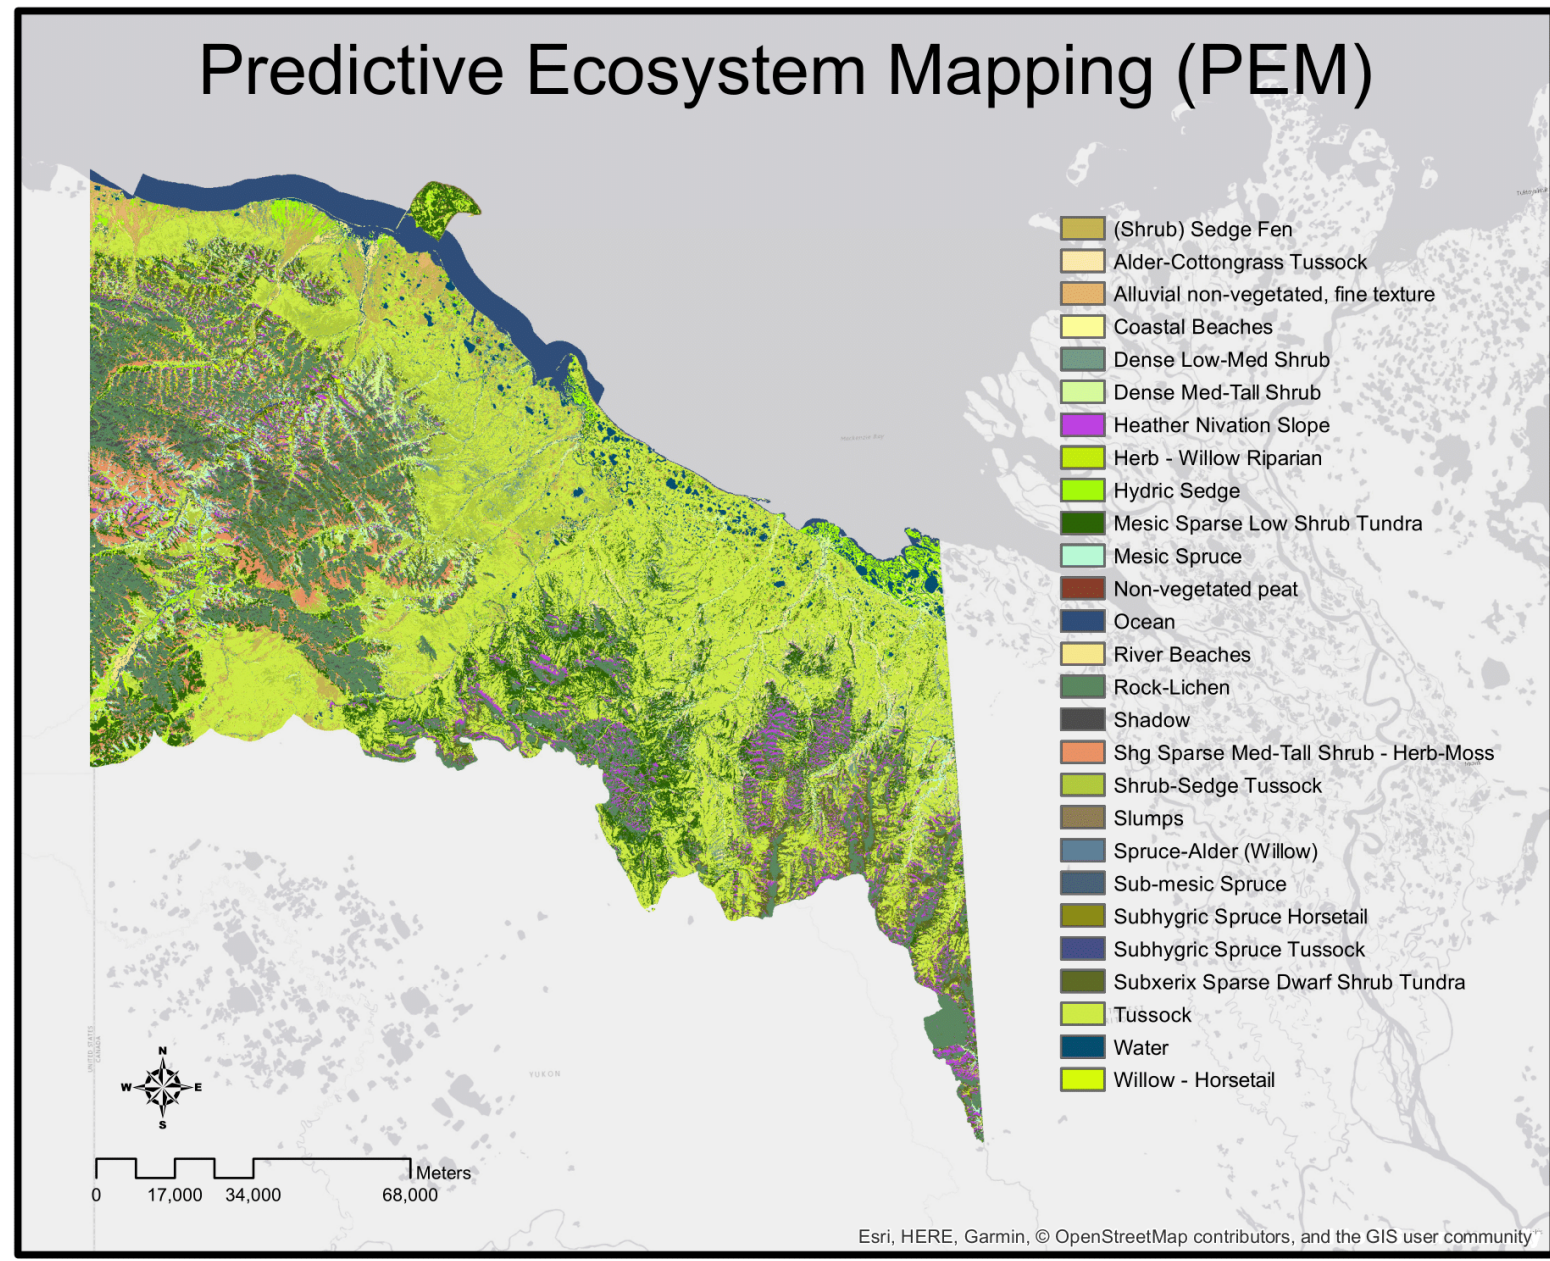 Predictive Ecosystem Mapping (PEM)
(Shrub) Sedge Fen
Alder-Cottongrass Tussock
Alluvial non-vegetated, fine texture
Coastal Beaches
Dense Low-Med Shrub
Dense Med-Tall Shrub
Heather Nivation Slope
Herb - Willow Riparian
Hydric Sedge
Mesic Sparse Low Shrub Tundra
Mesic Spruce
Non-vegetated peat
Ocean
River Beaches
Rock-Lichen
Shadow
Shg Sparse Med-Tall Shrub - Herb-Moss
Shrub-Sedge Tussock
Slumps
Spruce-Alder (Willow)
Sub-mesic Spruce
Subhygric Spruce Horsetail
Subhygric Spruce Tussock
Subxerix Sparse Dwarf Shrub Tundra
Tussock
Water
Willow - Horsetail
Mackenzie Bay
UNITED STATES
CANADA
YUKON
N
W E
S
Meters
0 17,000 34,000 68,000
Esri, HERE, Garmin, © OpenStreetMap contributors, and the GIS user community